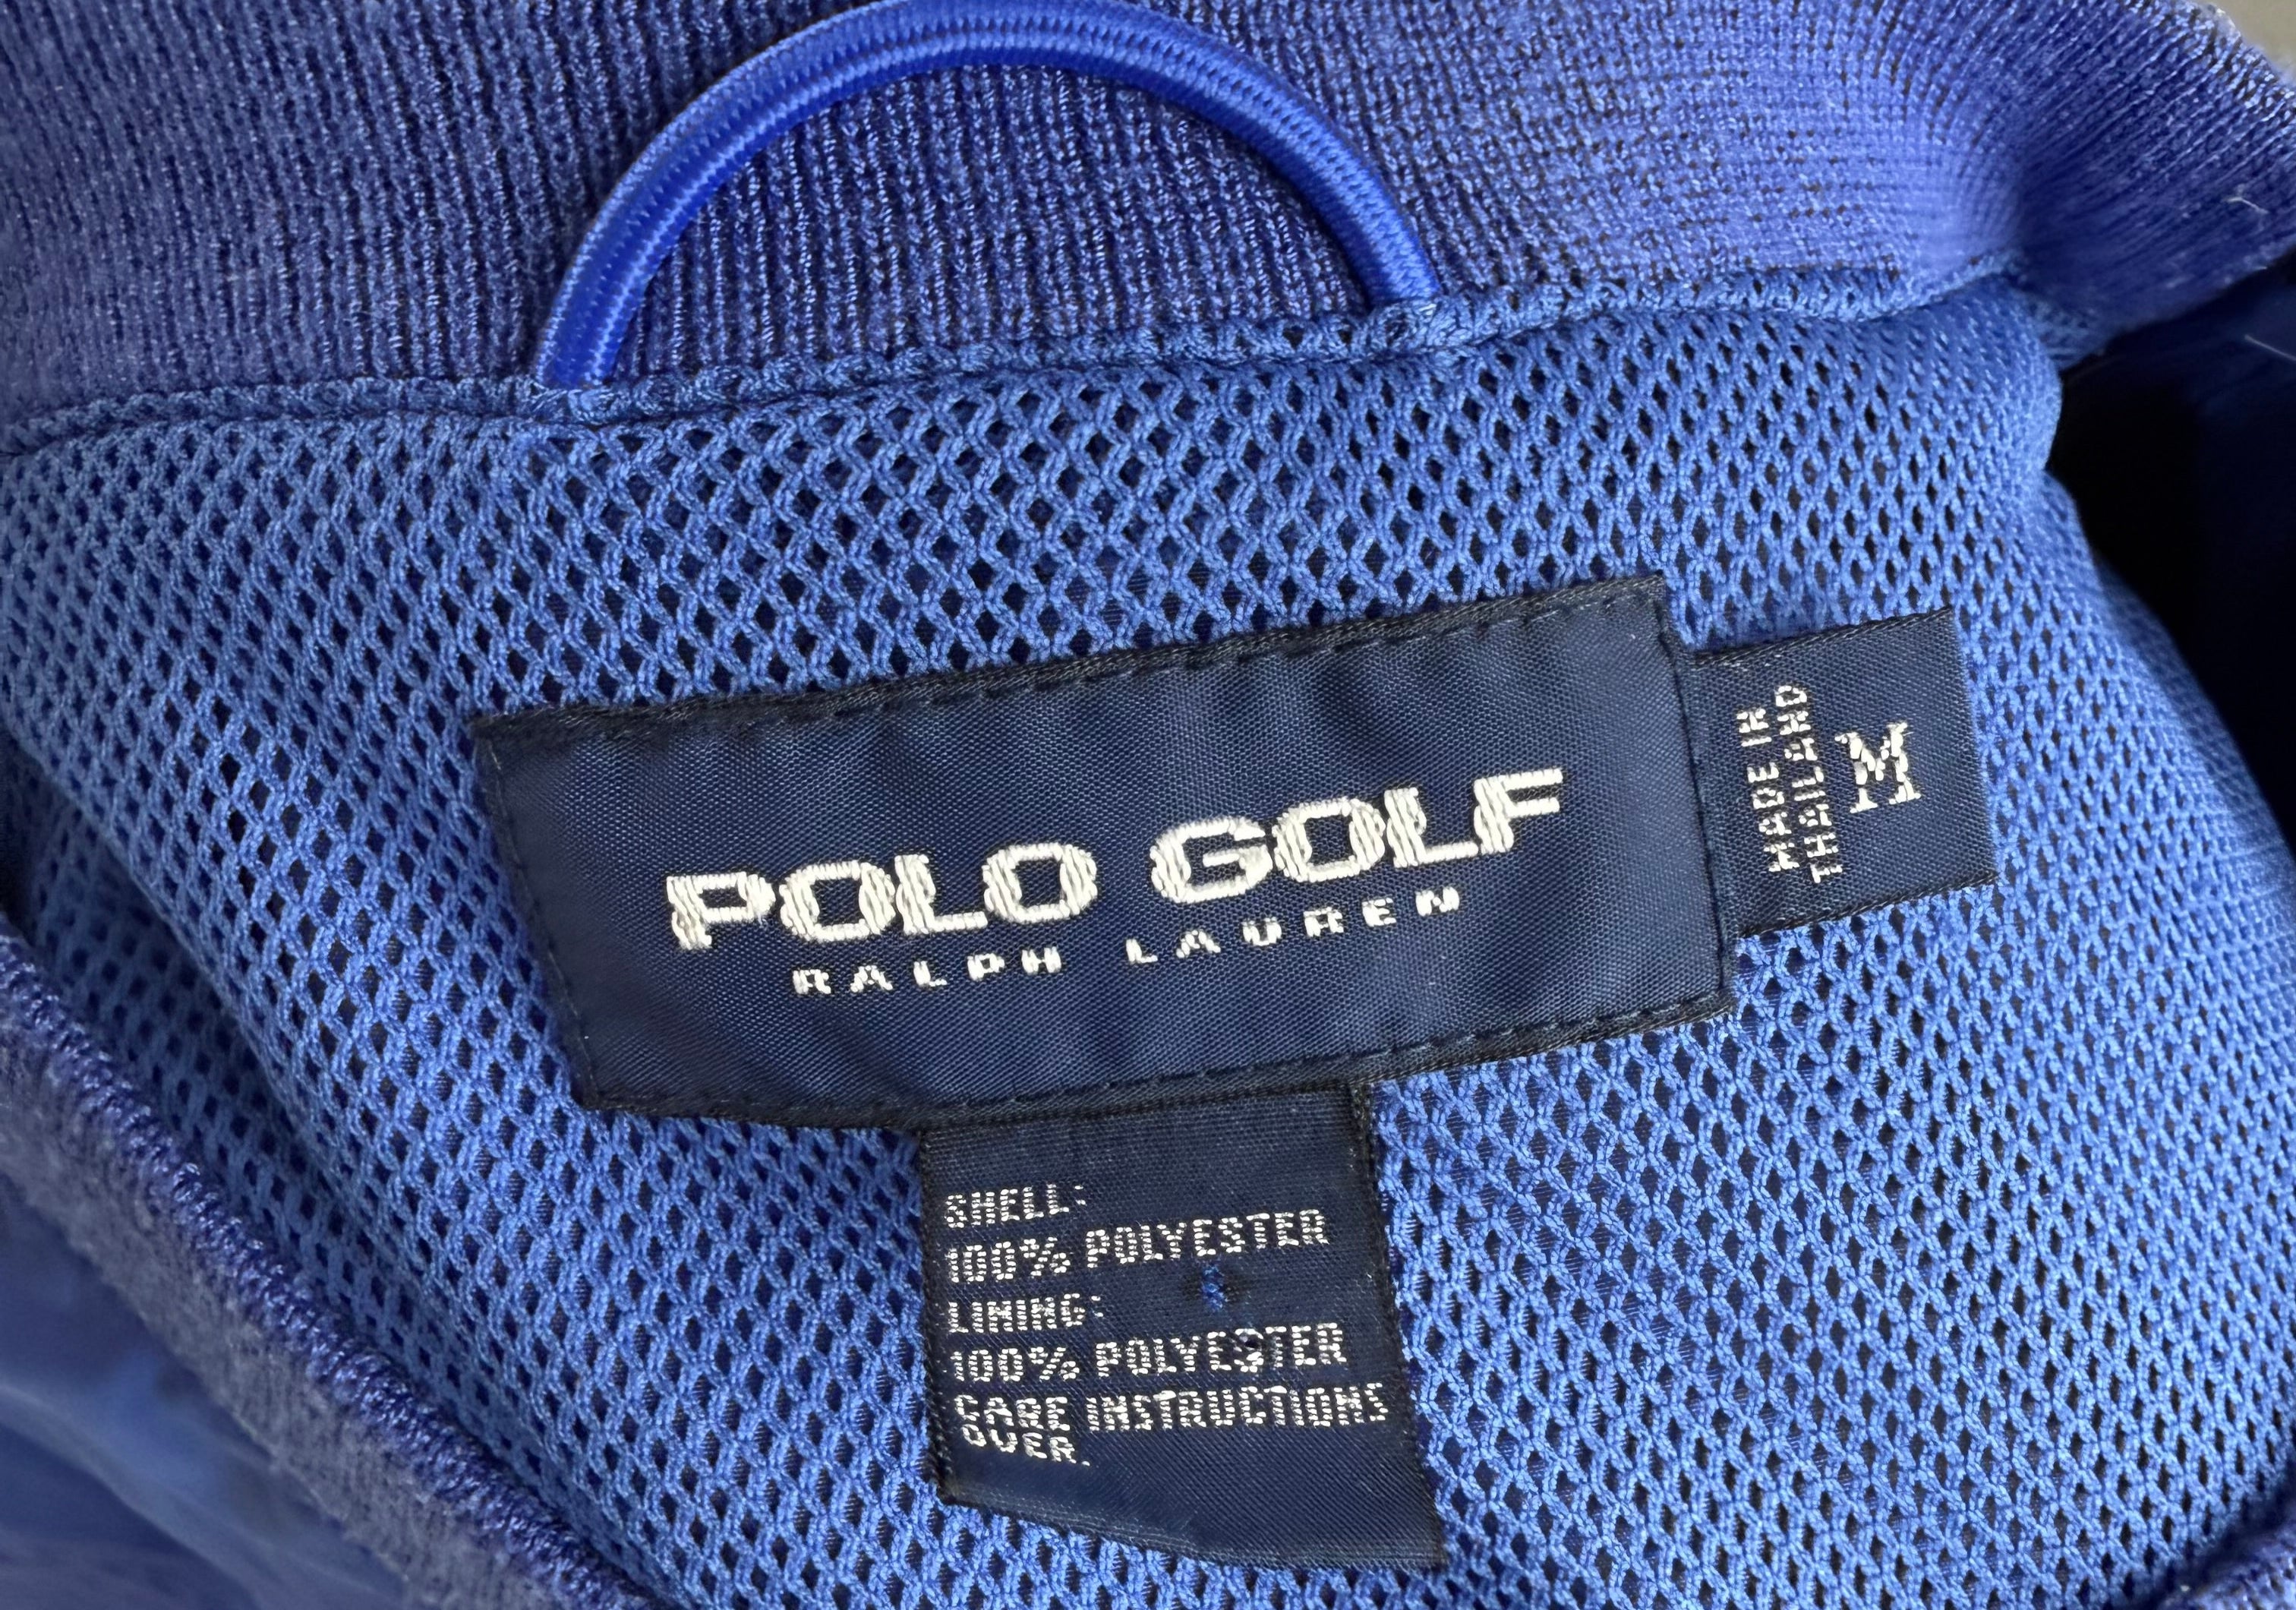 POLO GOLF
RALPH LAUREN
MADE IN
THAILAND
M
SHELL:
100% POLYESTER
LINING:
100% POLYESTER
CARE INSTRUCTIONS
OVER.